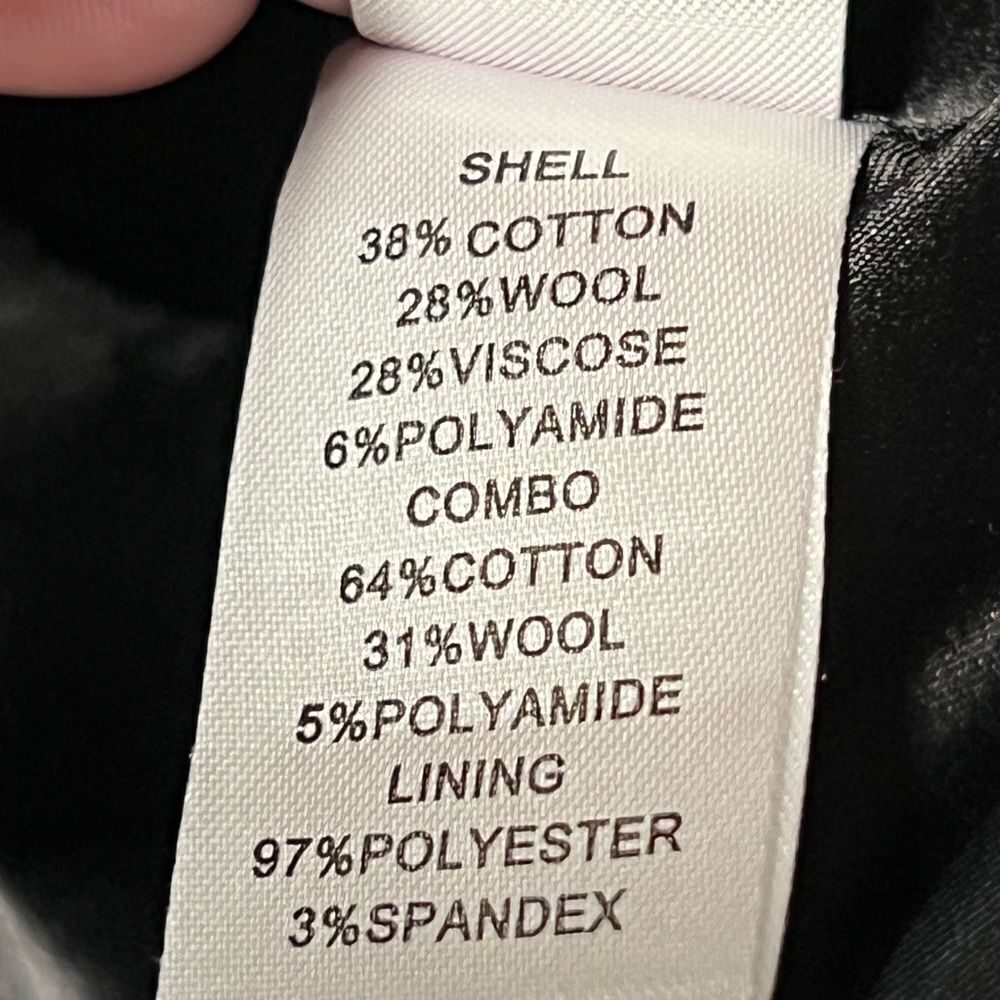 SHELL
38% COTTON
28%WOOL
28%VISCOSE
6%POLYAMIDE
COMBO
64%COTTON
31%WOOL
5%POLYAMIDE
LINING
97%POLYESTER
3%SPANDEX